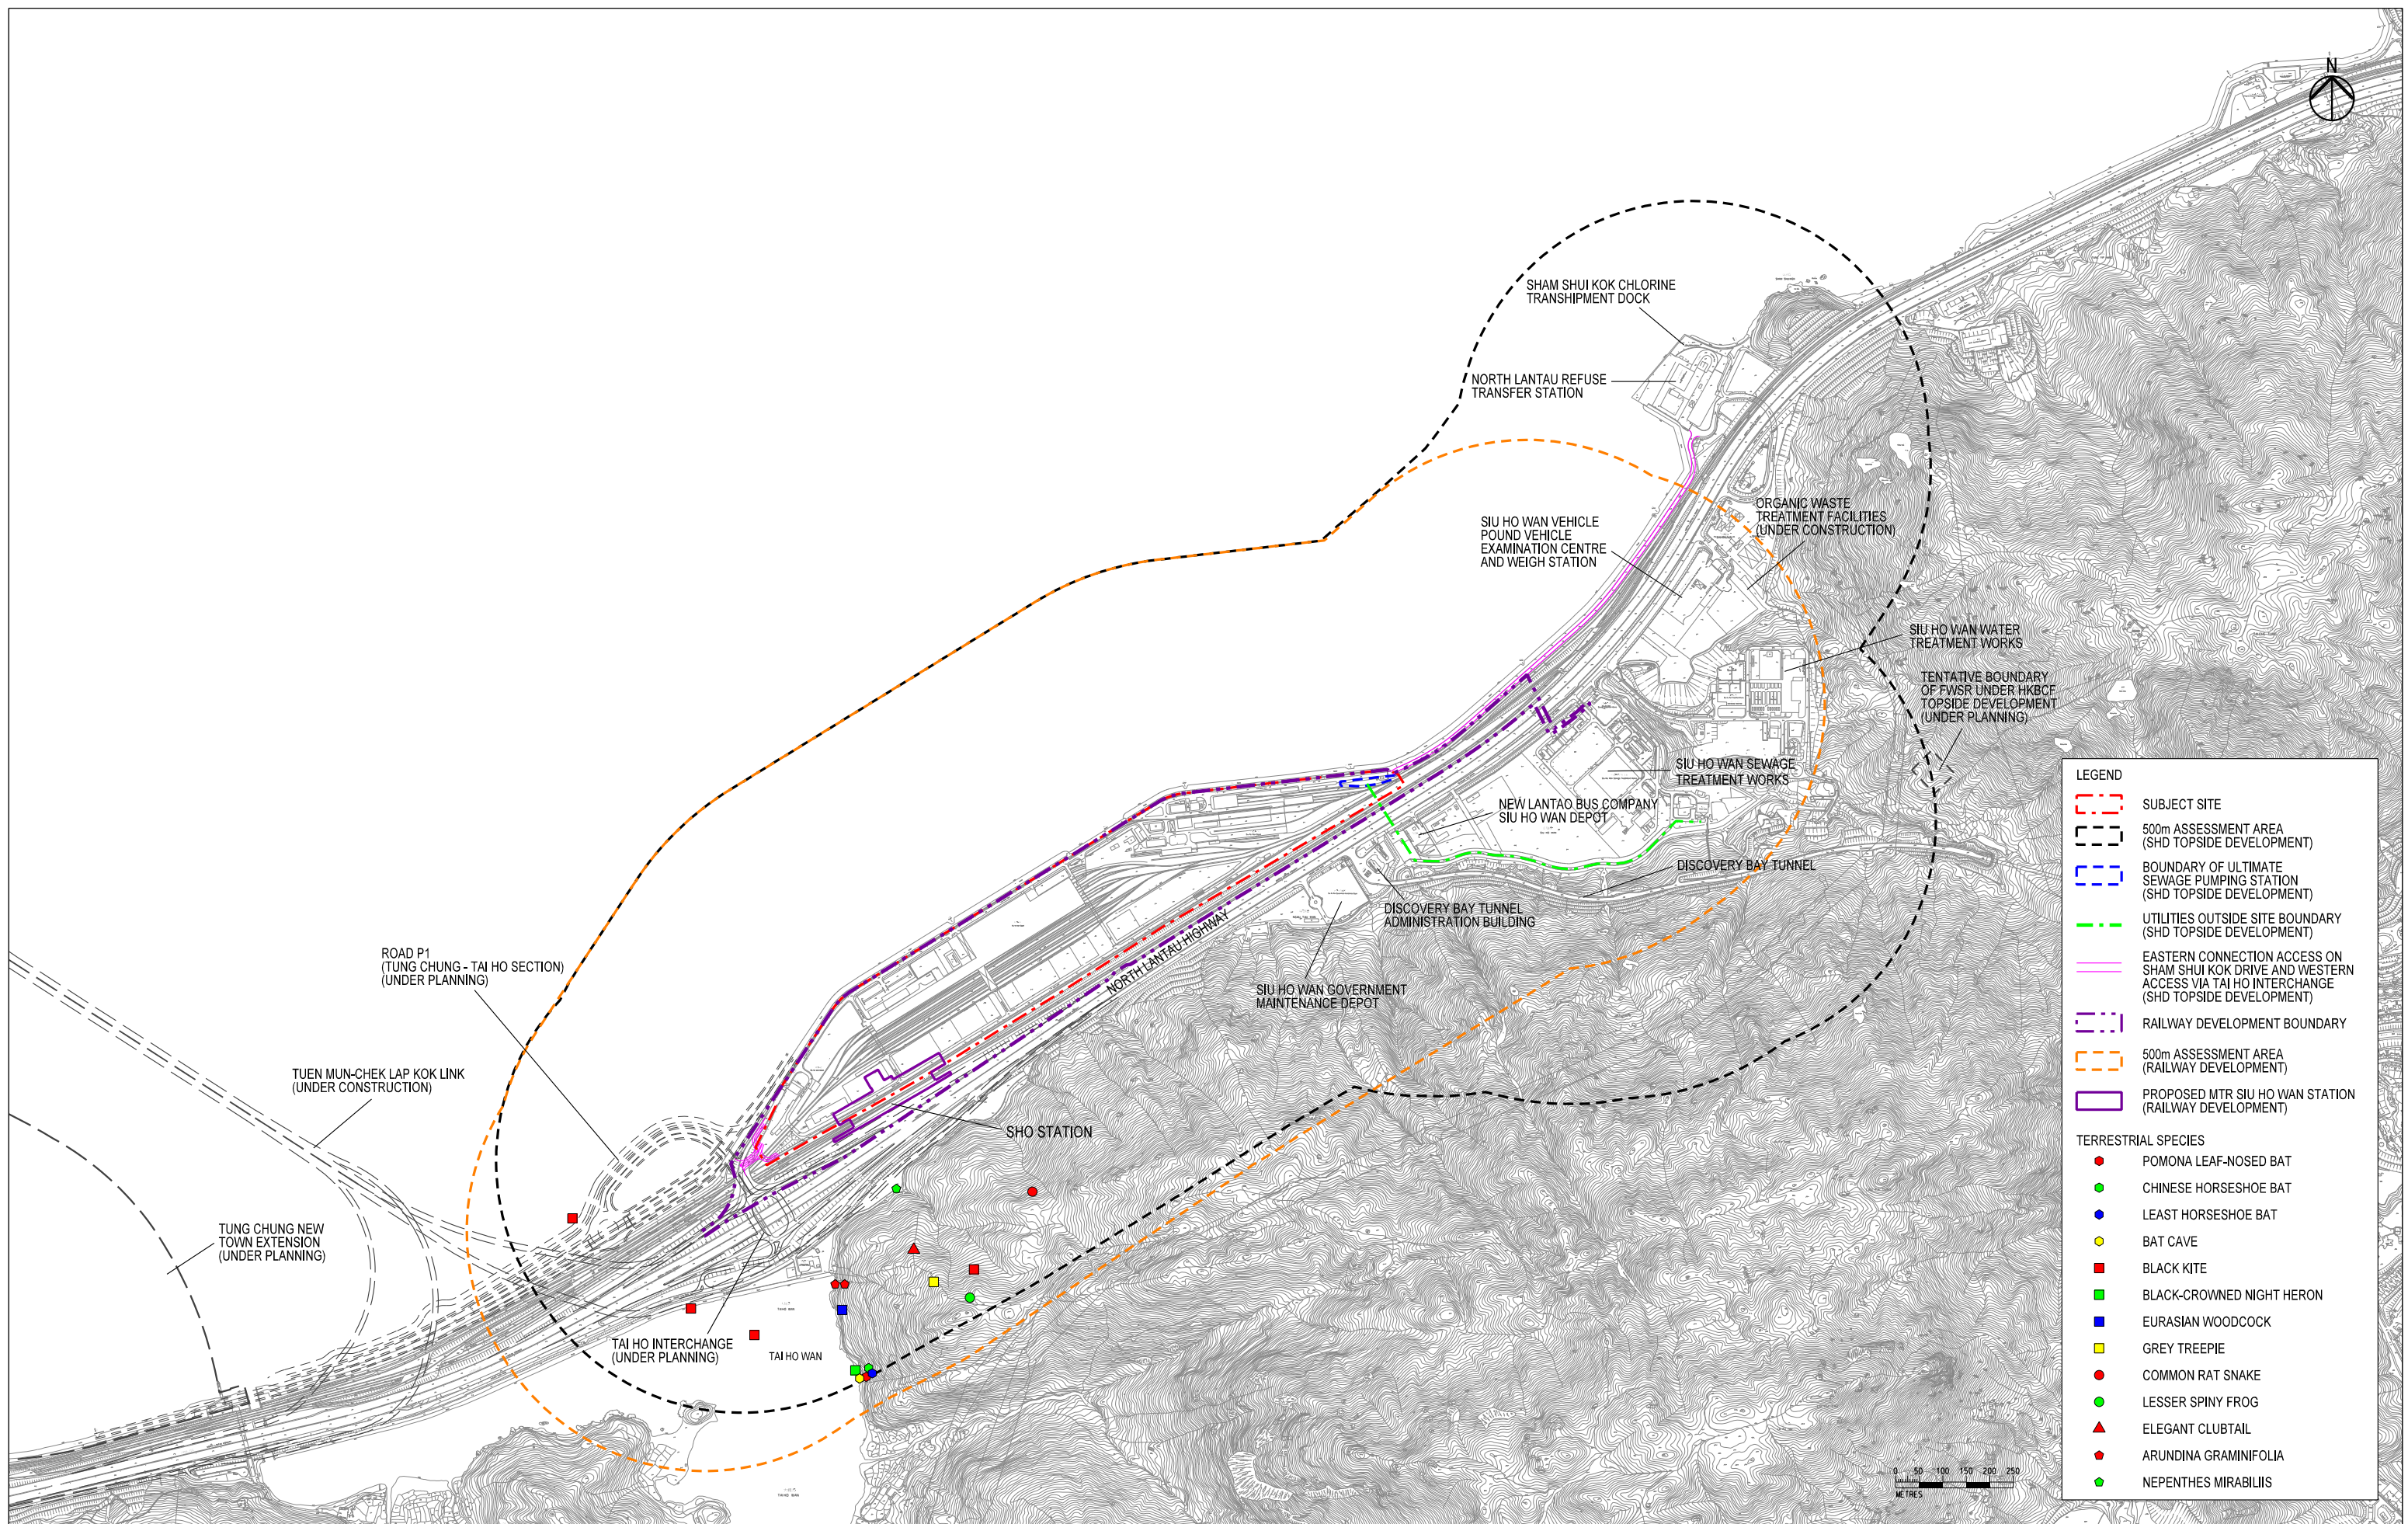 N
SHAM SHUI KOK CHLORINE
TRANSHIPMENT DOCK
NORTH LANTAU REFUSE
TRANSFER STATION
ORGANIC WASTE
TREATMENT FACILITIES
(UNDER CONSTRUCTION)
SIU HO WAN VEHICLE
POUND VEHICLE
EXAMINATION CENTRE
AND WEIGH STATION
SIU HO WAN WATER
TREATMENT WORKS
TENTATIVE BOUNDARY
OF FWSR UNDER HKBCF
TOPSIDE DEVELOPMENT
(UNDER PLANNING)
SIU HO WAN SEWAGE
TREATMENT WORKS
NEW LANTAO BUS COMPANY
SIU HO WAN DEPOT
DISCOVERY BAY TUNNEL
DISCOVERY BAY TUNNEL
ADMINISTRATION BUILDING
NORTH LANTAU HIGHWAY
SIU HO WAN GOVERNMENT
MAINTENANCE DEPOT
ROAD P1
(TUNG CHUNG - TAI HO SECTION)
(UNDER PLANNING)
TUEN MUN-CHEK LAP KOK LINK
(UNDER CONSTRUCTION)
SHO STATION
TUNG CHUNG NEW
TOWN EXTENSION
(UNDER PLANNING)
TAI HO INTERCHANGE
(UNDER PLANNING)
TAI HO WAN
0 50 100 150 200 250
METRES
LEGEND
SUBJECT SITE
500m ASSESSMENT AREA
(SHD TOPSIDE DEVELOPMENT)
BOUNDARY OF ULTIMATE
SEWAGE PUMPING STATION
(SHD TOPSIDE DEVELOPMENT)
UTILITIES OUTSIDE SITE BOUNDARY
(SHD TOPSIDE DEVELOPMENT)
EASTERN CONNECTION ACCESS ON
SHAM SHUI KOK DRIVE AND WESTERN
ACCESS VIA TAI HO INTERCHANGE
(SHD TOPSIDE DEVELOPMENT)
RAILWAY DEVELOPMENT BOUNDARY
500m ASSESSMENT AREA
(RAILWAY DEVELOPMENT)
PROPOSED MTR SIU HO WAN STATION
(RAILWAY DEVELOPMENT)
TERRESTRIAL SPECIES
POMONA LEAF-NOSED BAT
CHINESE HORSESHOE BAT
LEAST HORSESHOE BAT
BAT CAVE
BLACK KITE
BLACK-CROWNED NIGHT HERON
EURASIAN WOODCOCK
GREY TREEPIE
COMMON RAT SNAKE
LESSER SPINY FROG
ELEGANT CLUBTAIL
ARUNDINA GRAMINIFOLIA
NEPENTHES MIRABILIIS